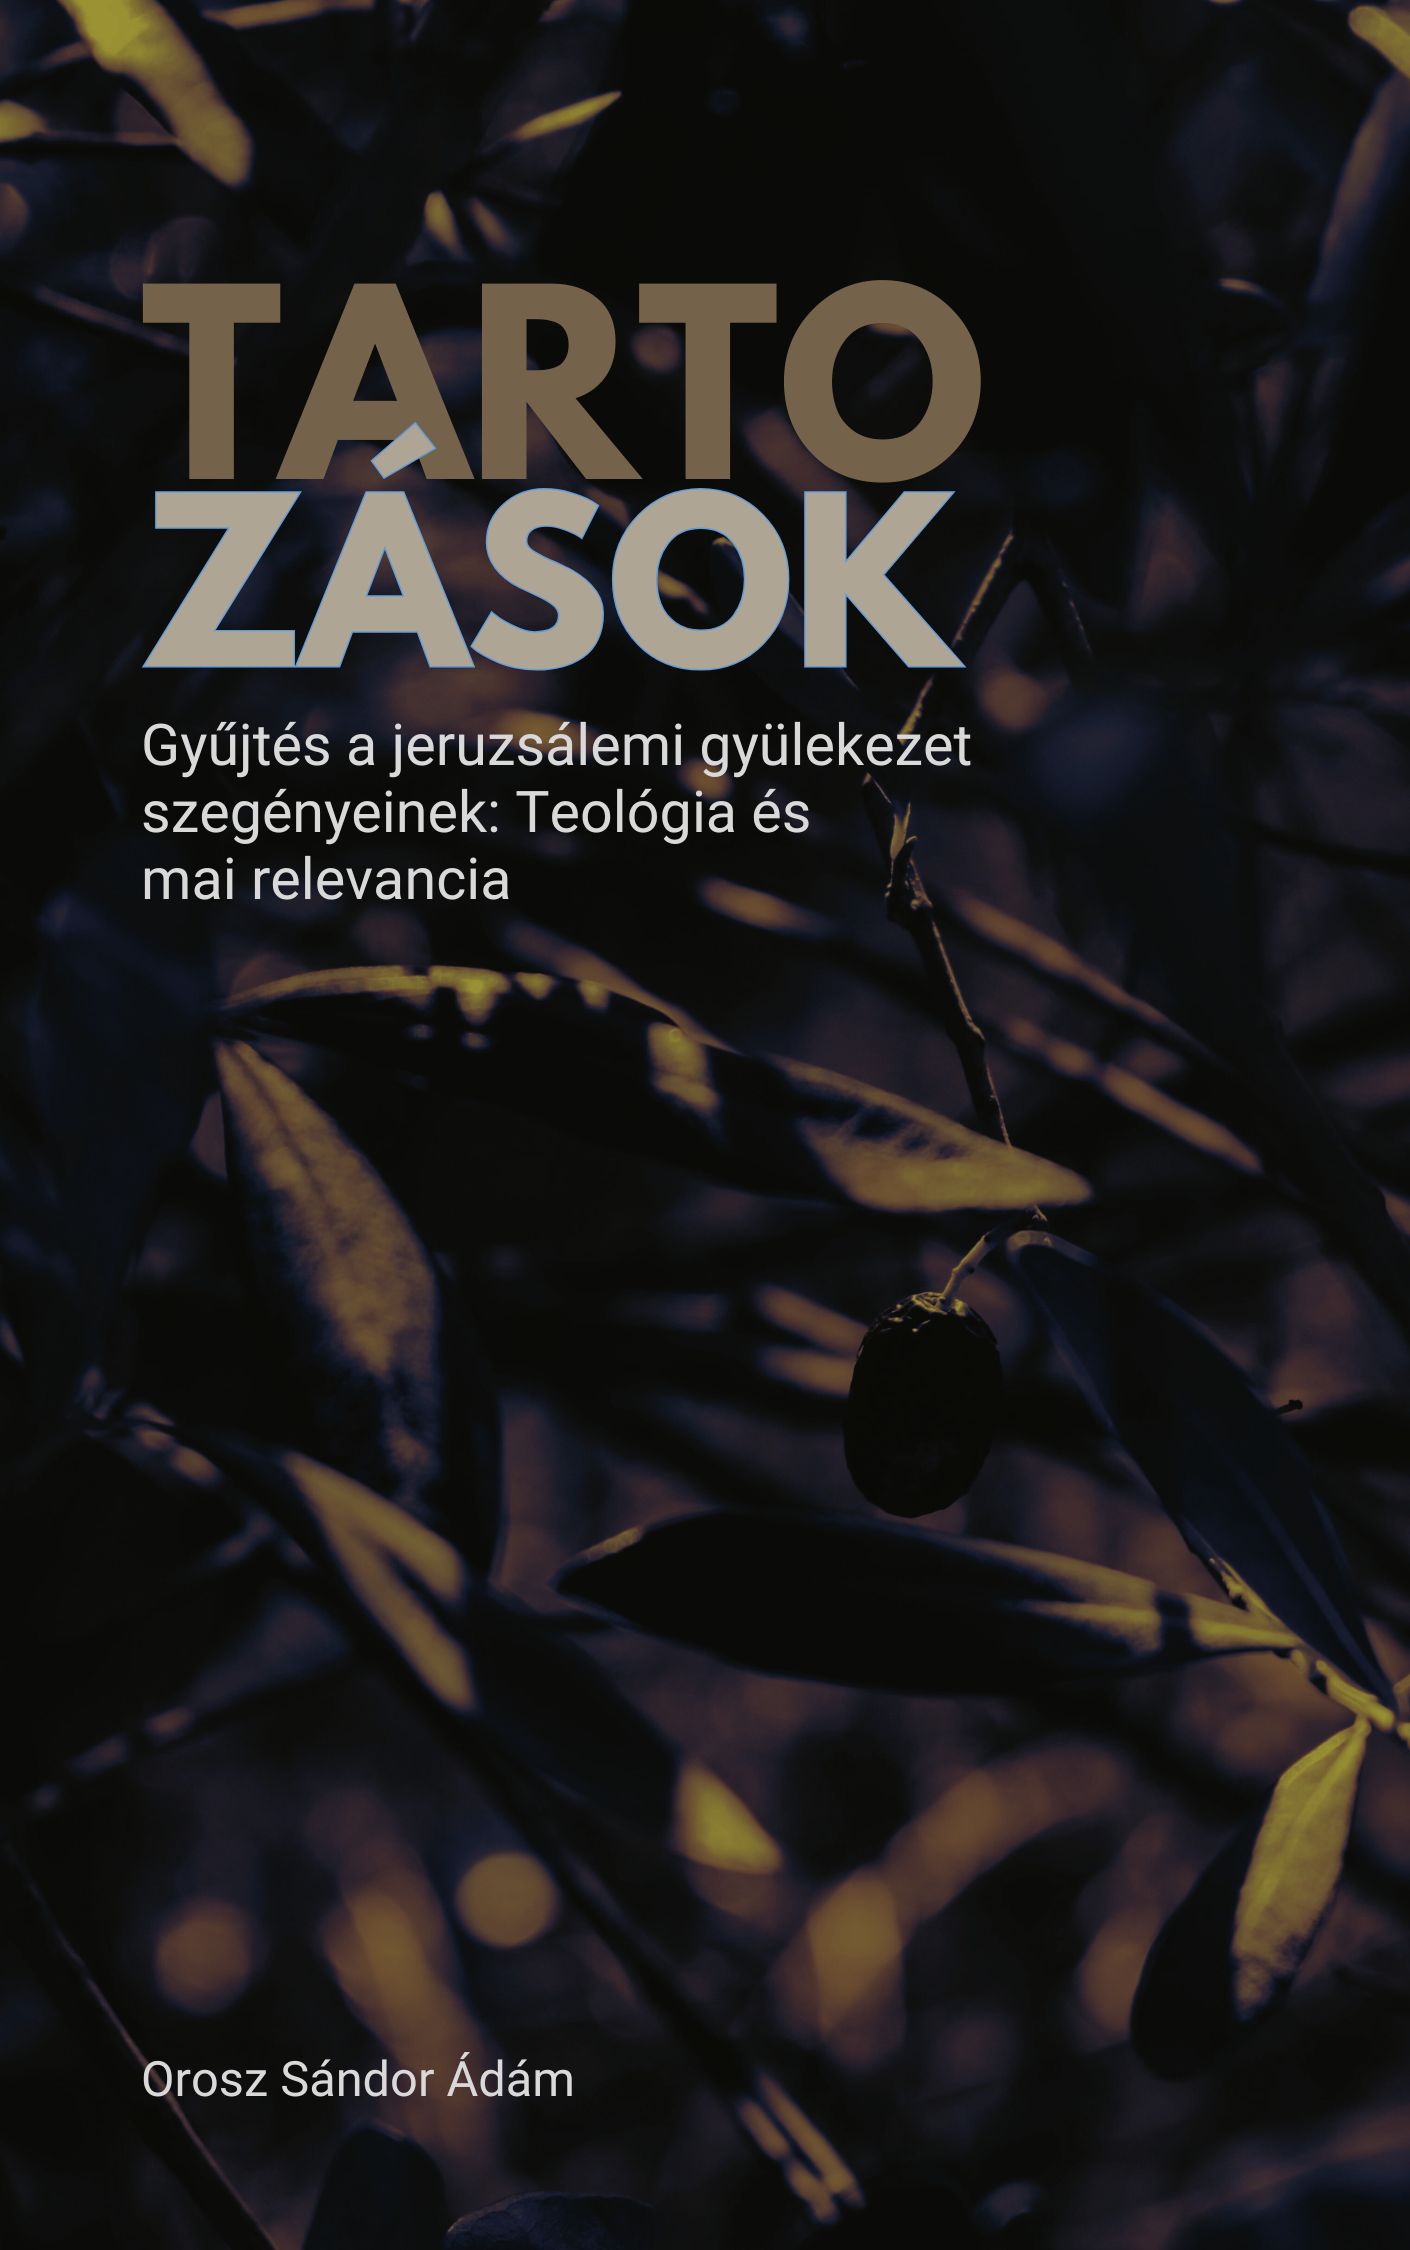 TARTO
ZÁSOK
Gyűjtés a jeruzsálemi gyülekezet
szegényeinek: Teológia és
mai relevancia
Orosz Sándor Ádám